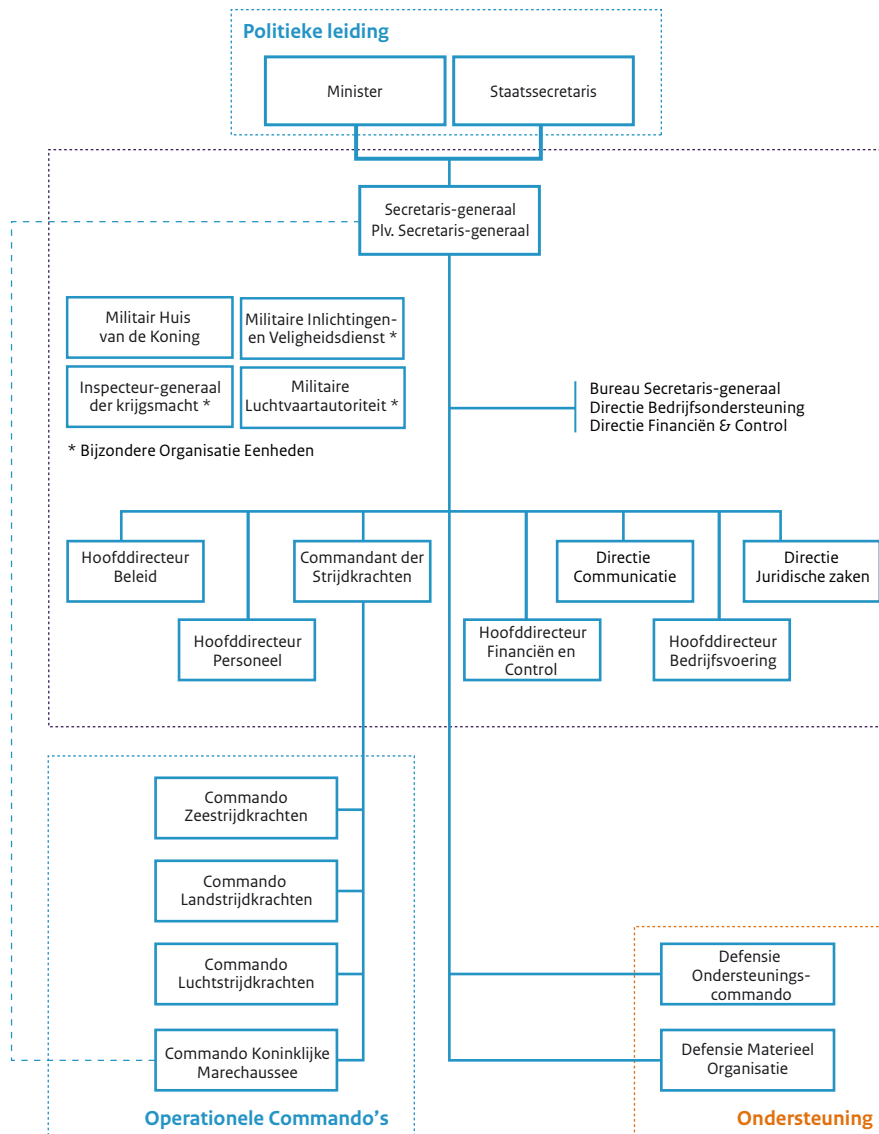 Politieke leiding
Minister
Staatssecretaris
Secretaris-generaal
Plv. Secretaris-generaal
Militair Huis
van de Koning
Militaire Inlichtingen-
en Veligheidsdienst *
Inspecteur-generaal
der krijgsmacht *
Militaire
Luchtvaartautoriteit *
* Bijzondere Organisatie Eenheden
Bureau Secretaris-generaal
Directie Bedrijfsondersteuning
Directie Financiën & Control
Hoofddirecteur
Beleid
Commandant der
Strijdkrachten
Directie
Communicatie
Directie
Juridische zaken
Hoofddirecteur
Personeel
Hoofddirecteur
Financiën en
Control
Hoofddirecteur
Bedrijfsvoering
Commando
Zeestrijdkrachten
Commando
Landstrijdkrachten
Commando
Luchtstrijdkrachten
Commando Koninklijke
Marechaussee
Operationele Commando's
Defensie
Ondersteunings-
commando
Defensie Materieel
Organisatie
Ondersteuning